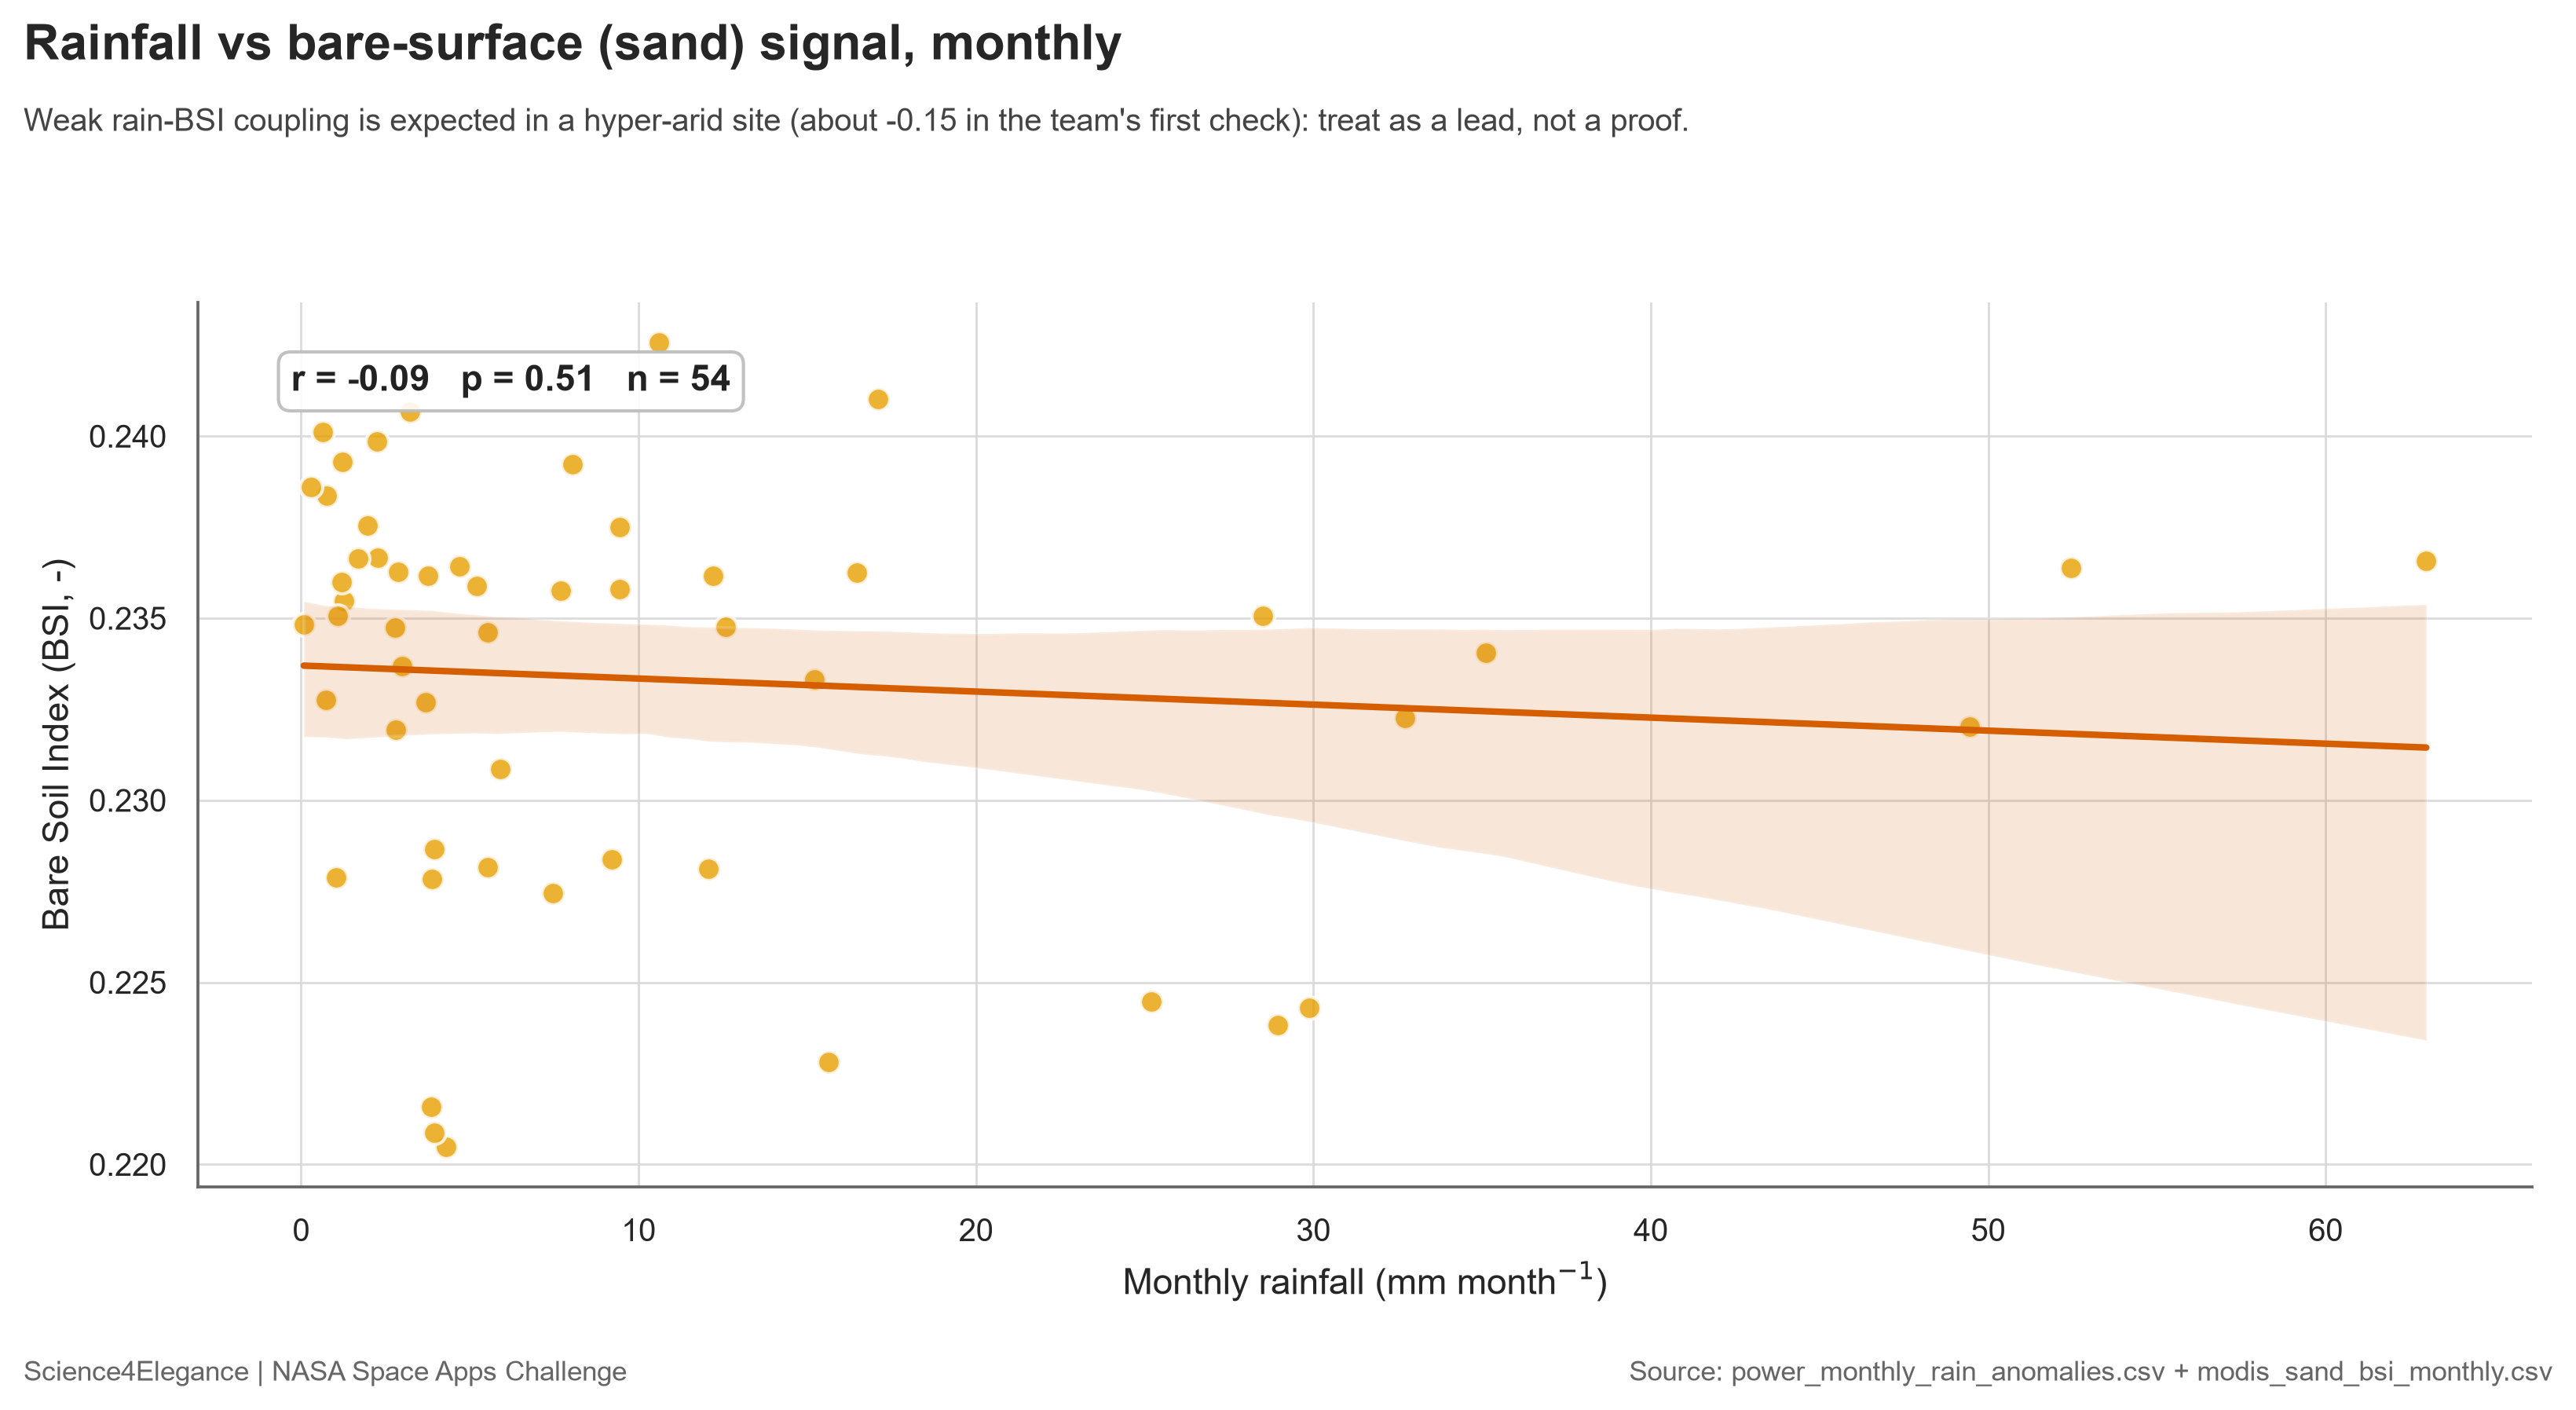 Rainfall vs bare-surface (sand) signal, monthly
Weak rain-BSI coupling is expected in a hyper-arid site (about -0.15 in the team's first check): treat as a lead, not a proof.
r = -0.09 p = 0.51 n = 54
0.240
0.235
0.230
0.225
0.220
Bare Soil Index (BSI, -)
0 10 20 30 40 50 60
Monthly rainfall (mm month⁻¹)
Science4Elegance | NASA Space Apps Challenge
Source: power_monthly_rain_anomalies.csv + modis_sand_bsi_monthly.csv